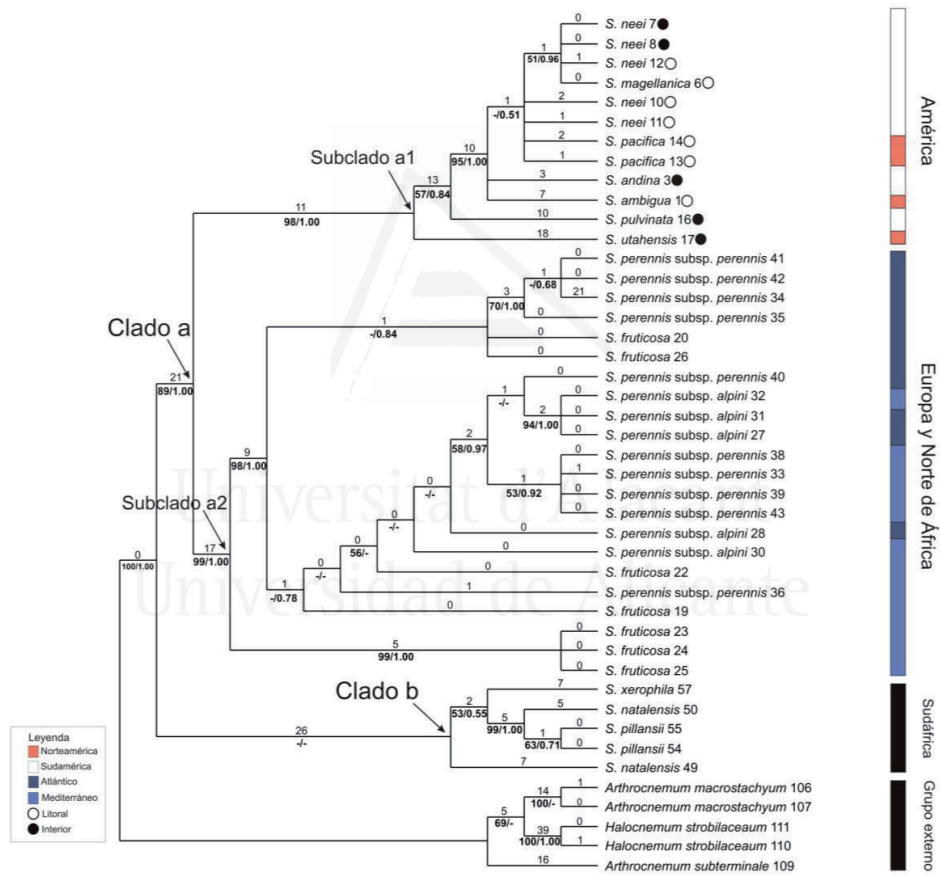 0
S. neei 7
0
S. neei 8
1
51/0.96
1
S. neei 12
0
S. magellanica 6
1
-/0.51
2
S. neei 10
1
S. neei 11
2
S. pacifica 14
1
S. pacifica 13
10
95/1.00
Subclado a1
13
57/0.84
3
S. andina 3
7
S. ambigua 1
11
98/1.00
10
S. pulvinata 16
18
S. utahensis 17
América
0
S. perennis subsp. perennis 41
1
-/0.68
0
S. perennis subsp. perennis 42
21
S. perennis subsp. perennis 34
3
70/1.00
0
S. perennis subsp. perennis 35
1
-/0.84
0
S. fruticosa 20
0
S. fruticosa 26
Clado a
21
89/1.00
0
S. perennis subsp. perennis 40
1
-/-
0
S. perennis subsp. alpini 32
2
94/1.00
0
S. perennis subsp. alpini 31
0
S. perennis subsp. alpini 27
2
58/0.97
0
S. perennis subsp. perennis 38
1
53/0.92
1
S. perennis subsp. perennis 33
0
S. perennis subsp. perennis 39
0
S. perennis subsp. perennis 43
9
98/1.00
0
-/-
0
S. perennis subsp. alpini 28
Subclado a2
0
-/-
0
S. perennis subsp. alpini 30
17
99/1.00
0
56/-
0
S. fruticosa 22
0
-/-
1
S. perennis subsp. perennis 36
1
-/0.78
0
S. fruticosa 19
0
100/1.00
Europa y Norte de África
Universitat d'Alacant
Universidad de Alicante
0
S. fruticosa 23
5
99/1.00
0
S. fruticosa 24
0
S. fruticosa 25
Clado b
7
S. xerophila 57
2
53/0.55
5
99/1.00
5
S. natalensis 50
1
63/0.71
0
S. pillansii 55
0
S. pillansii 54
26
-/-
7
S. natalensis 49
Sudáfrica
14
100/-
1
Arthrocnemum macrostachyum 106
0
Arthrocnemum macrostachyum 107
5
69/-
39
100/1.00
0
Halocnemum strobilaceaum 111
1
Halocnemum strobilaceaum 110
16
Arthrocnemum subterminale 109
Grupo externo
Leyenda
Norteamérica
Sudamérica
Atlántico
Mediterráneo
Litoral
Interior